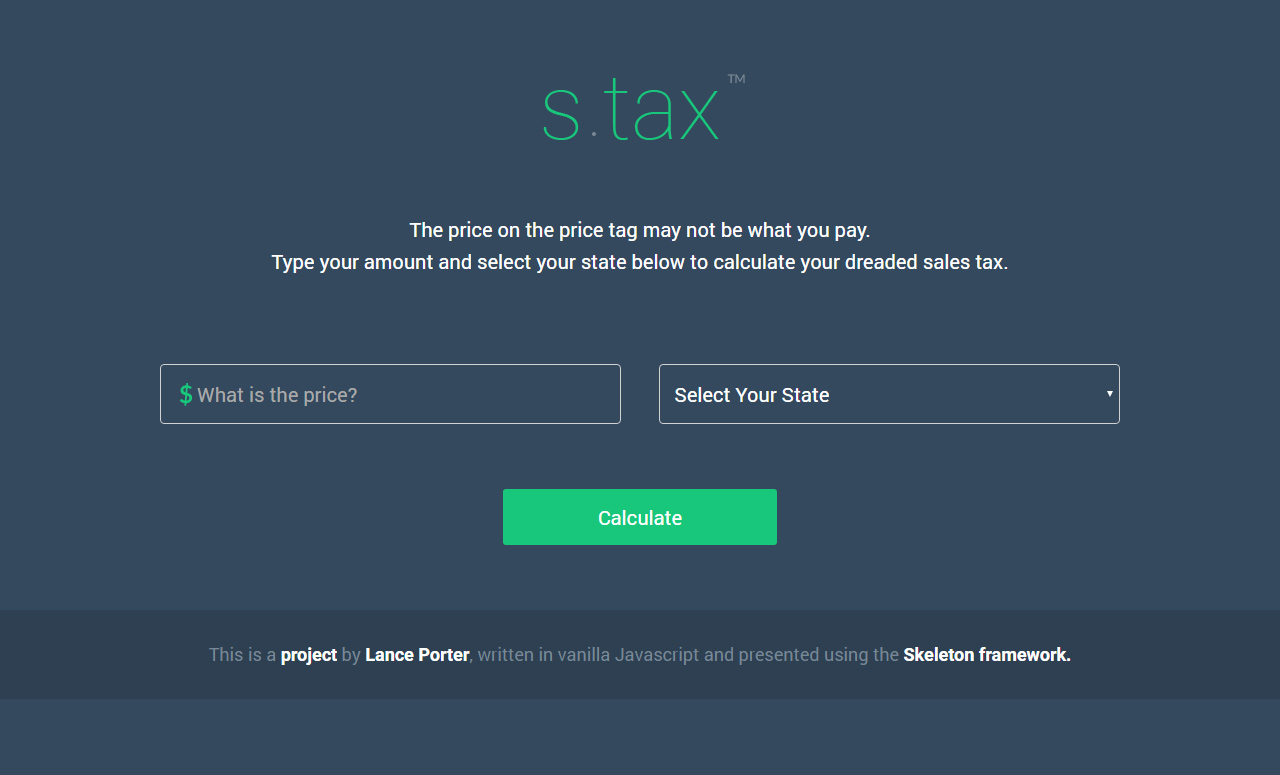 s.tax™
The price on the price tag may not be what you pay.
Type your amount and select your state below to calculate your dreaded sales tax.
$ What is the price?
Select Your State
Calculate
This is a project by Lance Porter, written in vanilla Javascript and presented using the Skeleton framework.